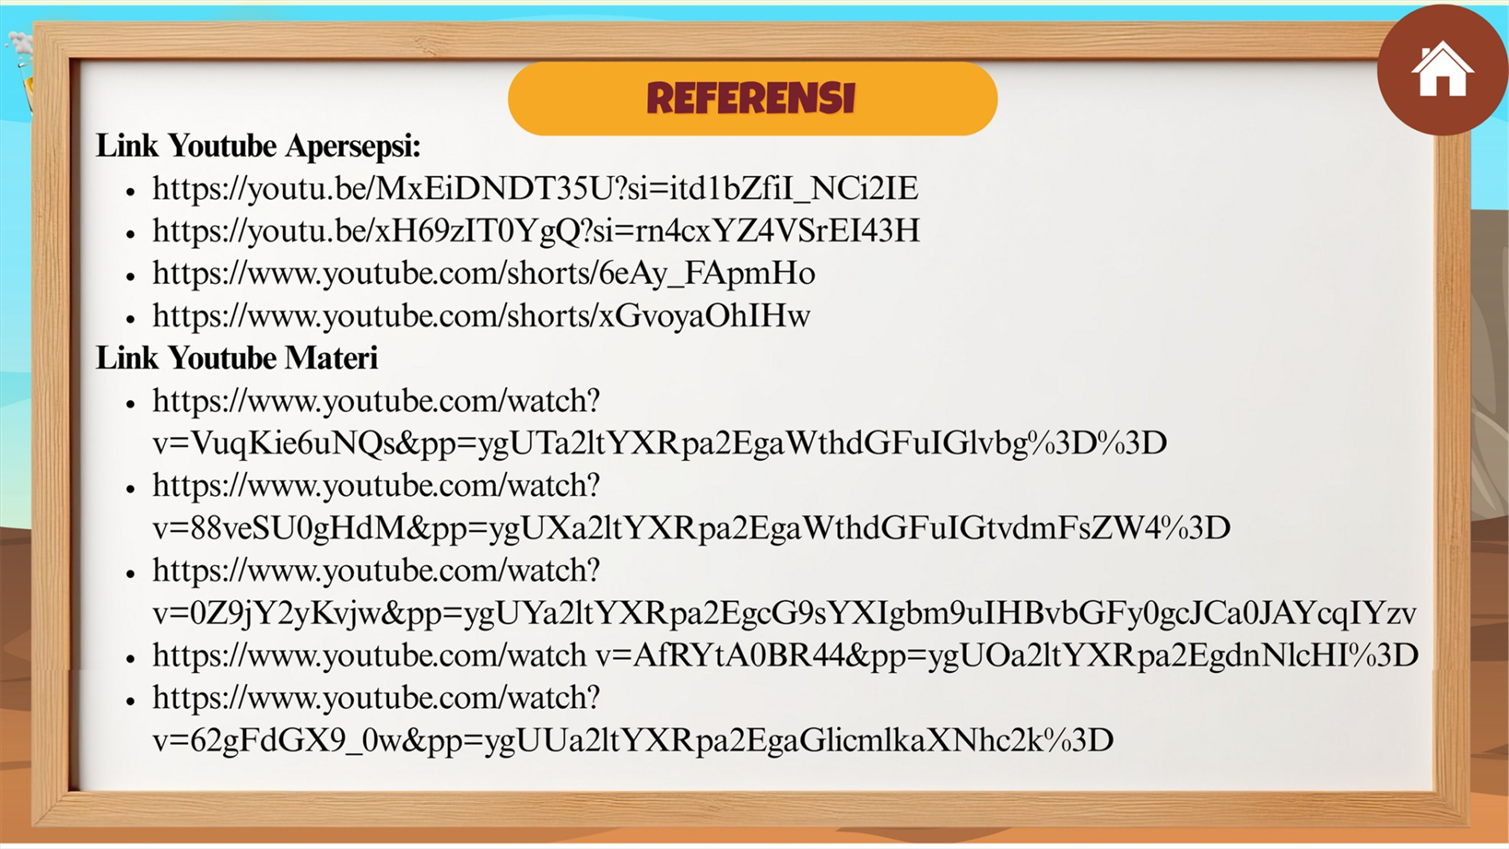 REFERENSI
Link Youtube Apersepsi:
• https://youtu.be/MxEiDNDT35U?si=itd1bZfiI_NCi2IE
• https://youtu.be/xH69zIT0YgQ?si=rn4cxYZ4VSrEI43H
• https://www.youtube.com/shorts/6eAy_FApmHo
• https://www.youtube.com/shorts/xGvoyaOhIHw
Link Youtube Materi
• https://www.youtube.com/watch?
v=VuqKie6uNQs&pp=ygUTa2ltYXRpa2EgaWthdGFuIGlvbg%3D%3D
• https://www.youtube.com/watch?
v=88veSU0gHdM&pp=ygUXa2ltYXRpa2EgaWthdGFuIGtvdmFsZW4%3D
• https://www.youtube.com/watch?
v=0Z9jY2yKvjw&pp=ygUYa2ltYXRpa2EgcG9sYXIgbm9uIHBvbGFy0gcJCa0JAYcqIYzv
• https://www.youtube.com/watch v=AfRYtA0BR44&pp=ygUOa2ltYXRpa2EgdnNlcHI%3D
• https://www.youtube.com/watch?
v=62gFdGX9_0w&pp=ygUUa2ltYXRpa2EgaGlicmlkaXNhc2k%3D